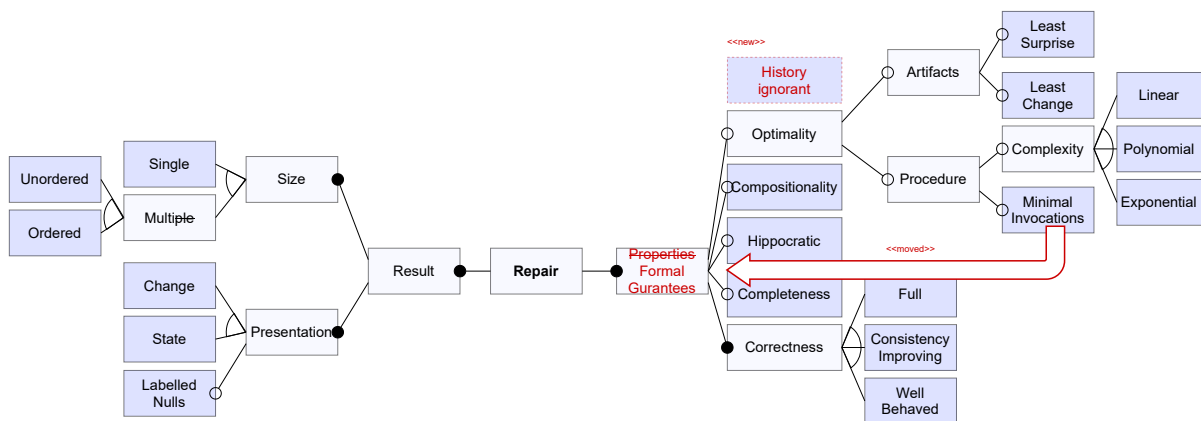 <<new>>
History
ignorant
Least
Surprise
Artifacts
Least
Change
Linear
Optimality
Complexity
Polynomial
Procedure
Exponential
Minimal
Invocations
Compositionality
Hippocratic
<<moved>>
Completeness
Correctness
Full
Consistency
Improving
Well
Behaved
Properties
Formal
Gurantees
Repair
Result
Size
Single
Multiple
Unordered
Ordered
Presentation
Change
State
Labelled
Nulls